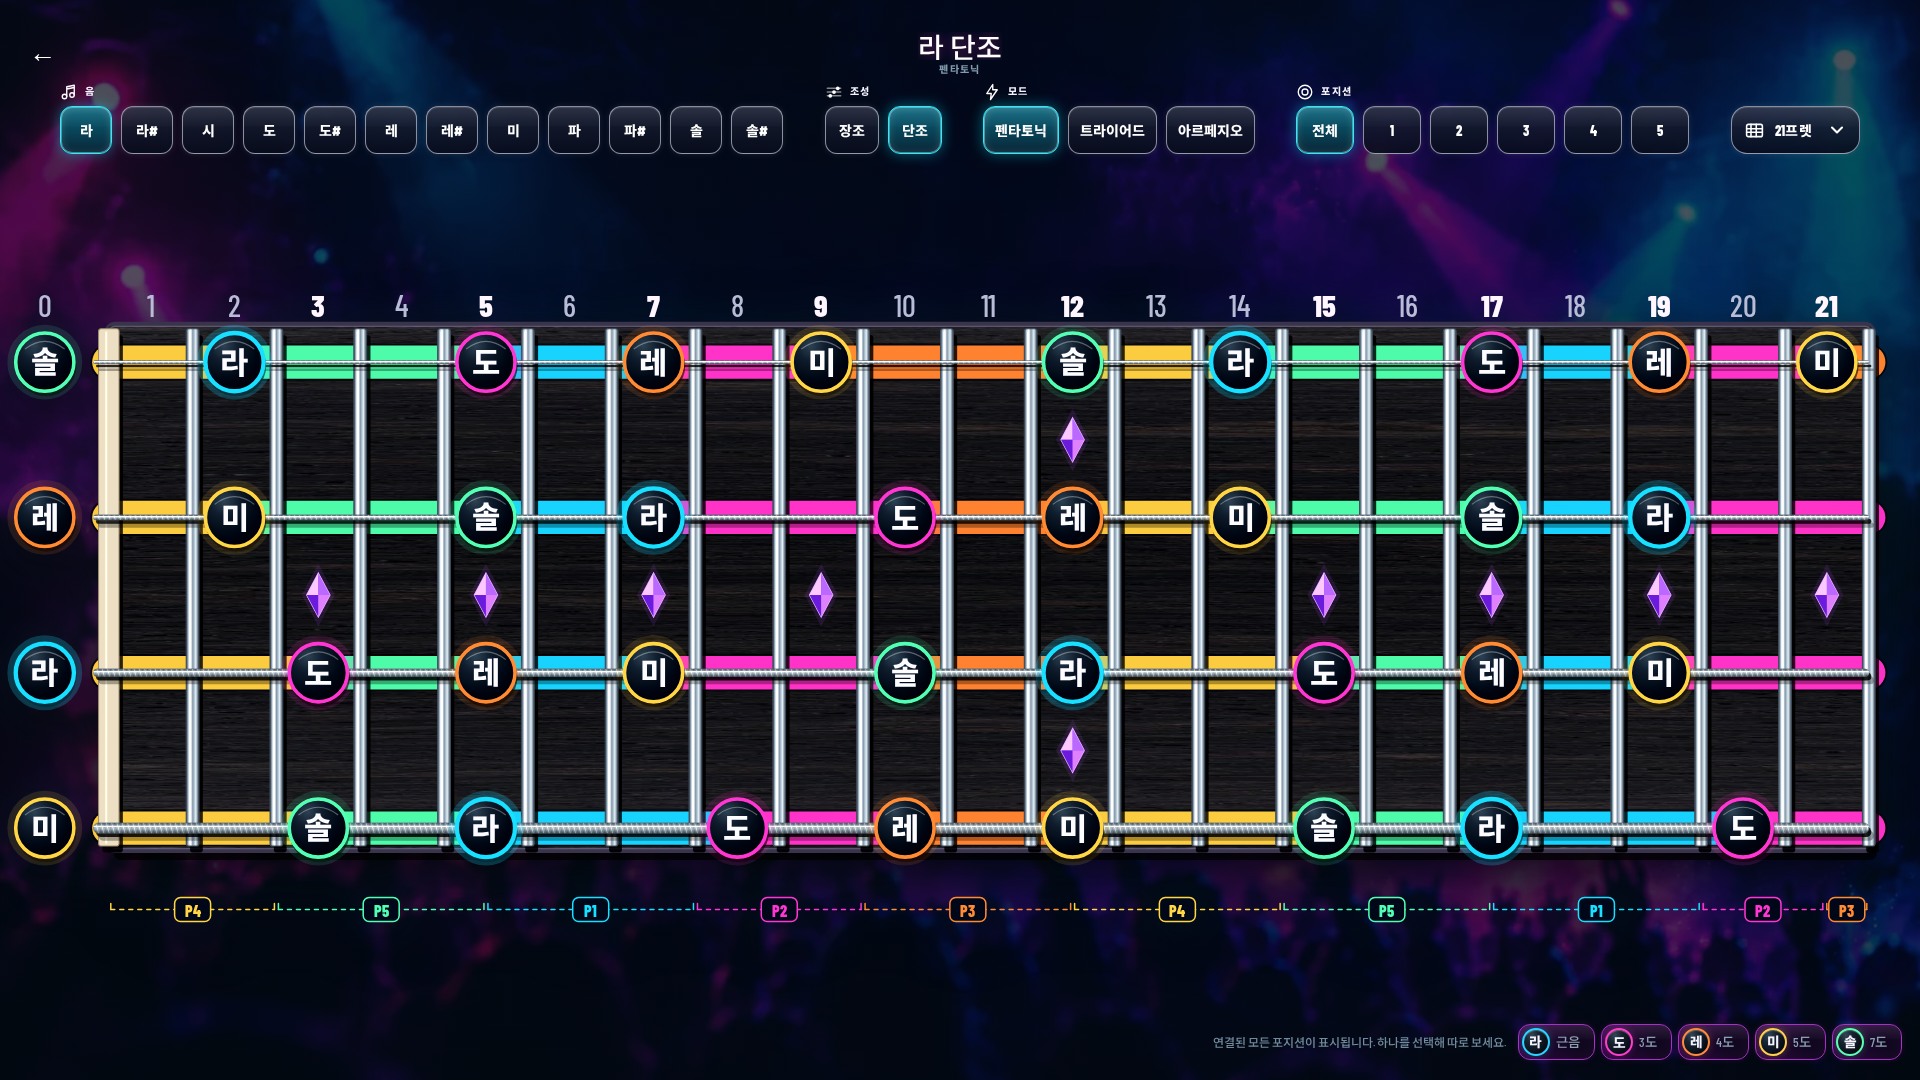 ←
라 단조
펜타토닉
음 조성 모드 포지션
라 라# 시 도 도# 레 레# 미 파 파# 솔 솔# 장조 단조 펜타토닉 트라이어드 아르페지오 전체 1 2 3 4 5 21프렛
0 1 2 3 4 5 6 7 8 9 10 11 12 13 14 15 16 17 18 19 20 21
솔 라 도 레 미 솔 라 도 레 미
레 미 솔 라 도 레 미 솔 라
라 도 레 미 솔 라 도 레 미
미 솔 라 도 레 미 솔 라 도
P4 P5 P1 P2 P3 P4 P5 P1 P2 P3
연결된 모든 포지션이 표시됩니다. 하나를 선택해 따로 보세요. 라 근음 도 3도 레 4도 미 5도 솔 7도